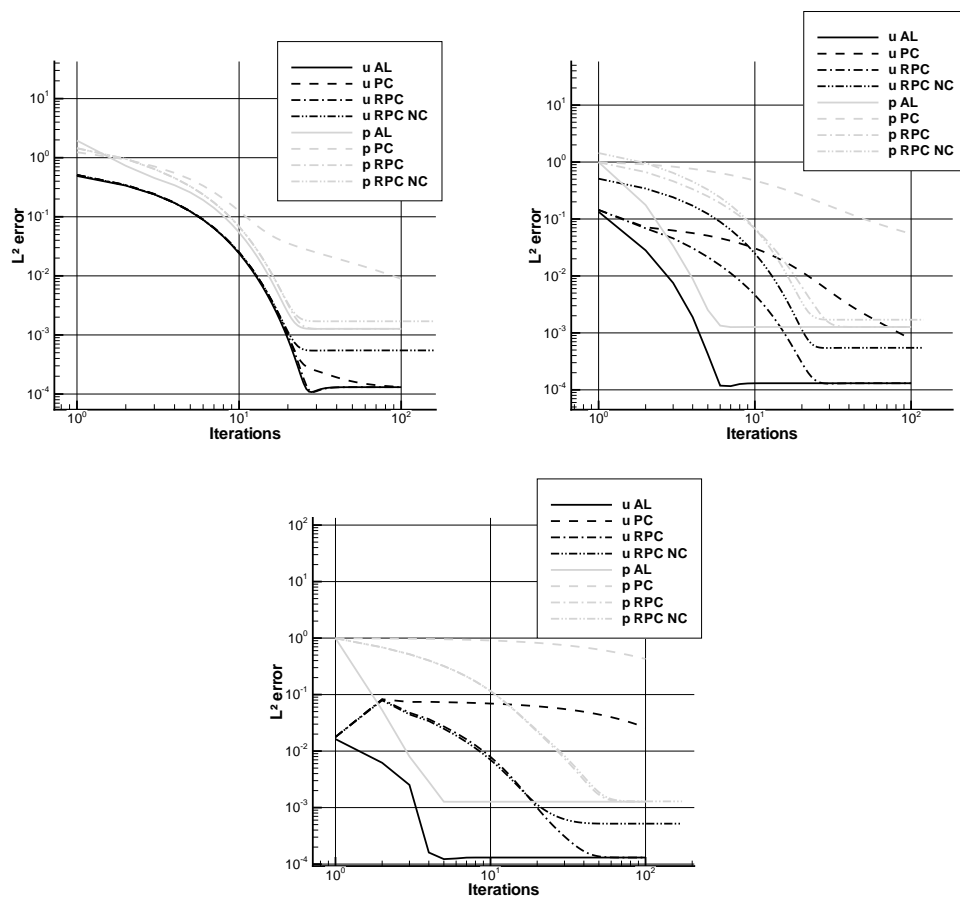 u AL
u PC
u RPC
u RPC NC
p AL
p PC
p RPC
p RPC NC
L² error
10¹
10⁰
10⁻¹
10⁻²
10⁻³
10⁻⁴
10⁰ 10¹ 10²
Iterations
u AL
u PC
u RPC
u RPC NC
p AL
p PC
p RPC
p RPC NC
L² error
10¹
10⁰
10⁻¹
10⁻²
10⁻³
10⁻⁴
10⁰ 10¹ 10²
Iterations
u AL
u PC
u RPC
u RPC NC
p AL
p PC
p RPC
p RPC NC
L² error
10²
10¹
10⁰
10⁻¹
10⁻²
10⁻³
10⁻⁴
10⁰ 10¹ 10²
Iterations